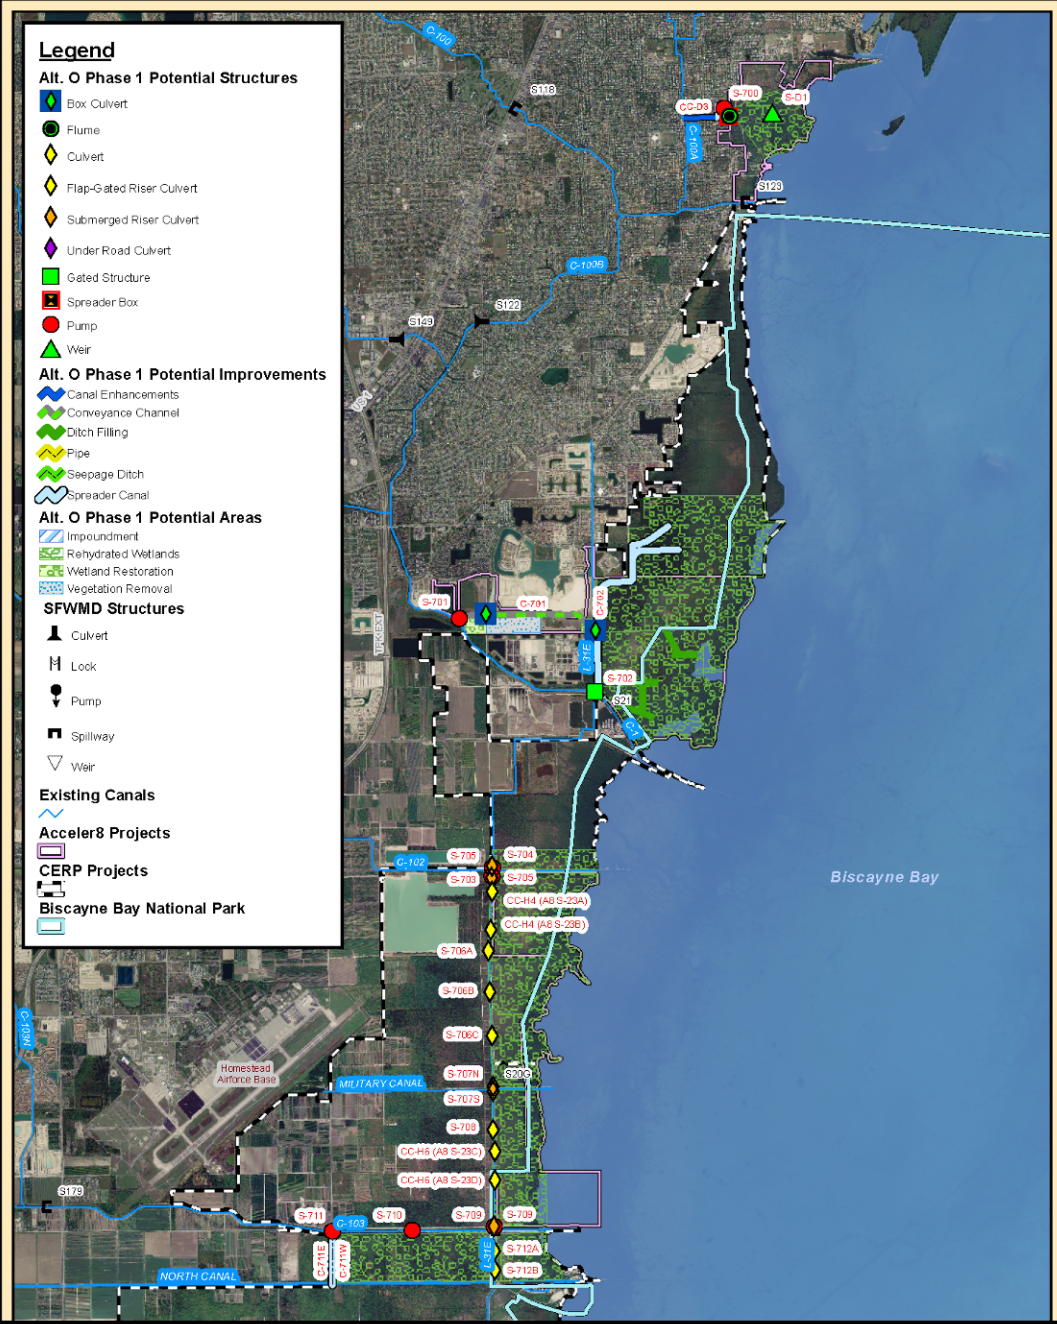 Legend
Alt. O Phase 1 Potential Structures
Box Culvert
Flume
Culvert
Flap-Gated Riser Culvert
Submerged Riser Culvert
Under Road Culvert
Gated Structure
Spreader Box
Pump
Weir
Alt. O Phase 1 Potential Improvements
Canal Enhancements
Conveyance Channel
Ditch Filling
Pipe
Seepage Ditch
Spreader Canal
Alt. O Phase 1 Potential Areas
Impoundment
Rehydrated Wetlands
Wetland Restoration
Vegetation Removal
SFWMD Structures
Culvert
Lock
Pump
Spillway
Weir
Existing Canals
Acceler8 Projects
CERP Projects
Biscayne Bay National Park
C-100
S118
CC-D3
S-700
S-D1
C-100A
S123
C-100B
S122
S149
US-1
S-701
C-701
C-702
TPK-EXT
L-31E
S-702
S21
C-1
S-705
S-704
C-102
S-703
S-705
CC-H4 (A8 S-23A)
CC-H4 (A8 S-23B)
S-706A
Biscayne Bay
S-706B
C-103N
S-706C
Homestead
Airforce Base
S-707N
S20G
MILITARY CANAL
S-707S
S-708
CC-H6 (A8 S-23C)
CC-H6 (A8 S-23D)
S179
S-711
C-103
S-710
S-709
S-709
C-711E
C-711W
L-31E
S-712A
S-712B
NORTH CANAL